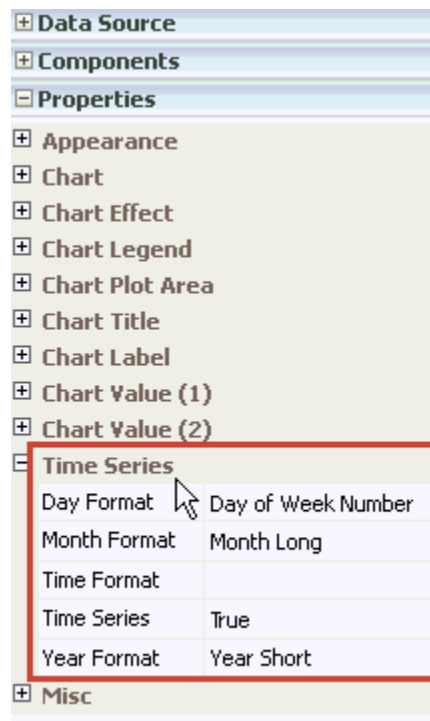 Data Source
Components
Properties
Appearance
Chart
Chart Effect
Chart Legend
Chart Plot Area
Chart Title
Chart Label
Chart Value (1)
Chart Value (2)
Time Series
Day Format Day of Week Number
Month Format Month Long
Time Format
Time Series True
Year Format Year Short
Misc